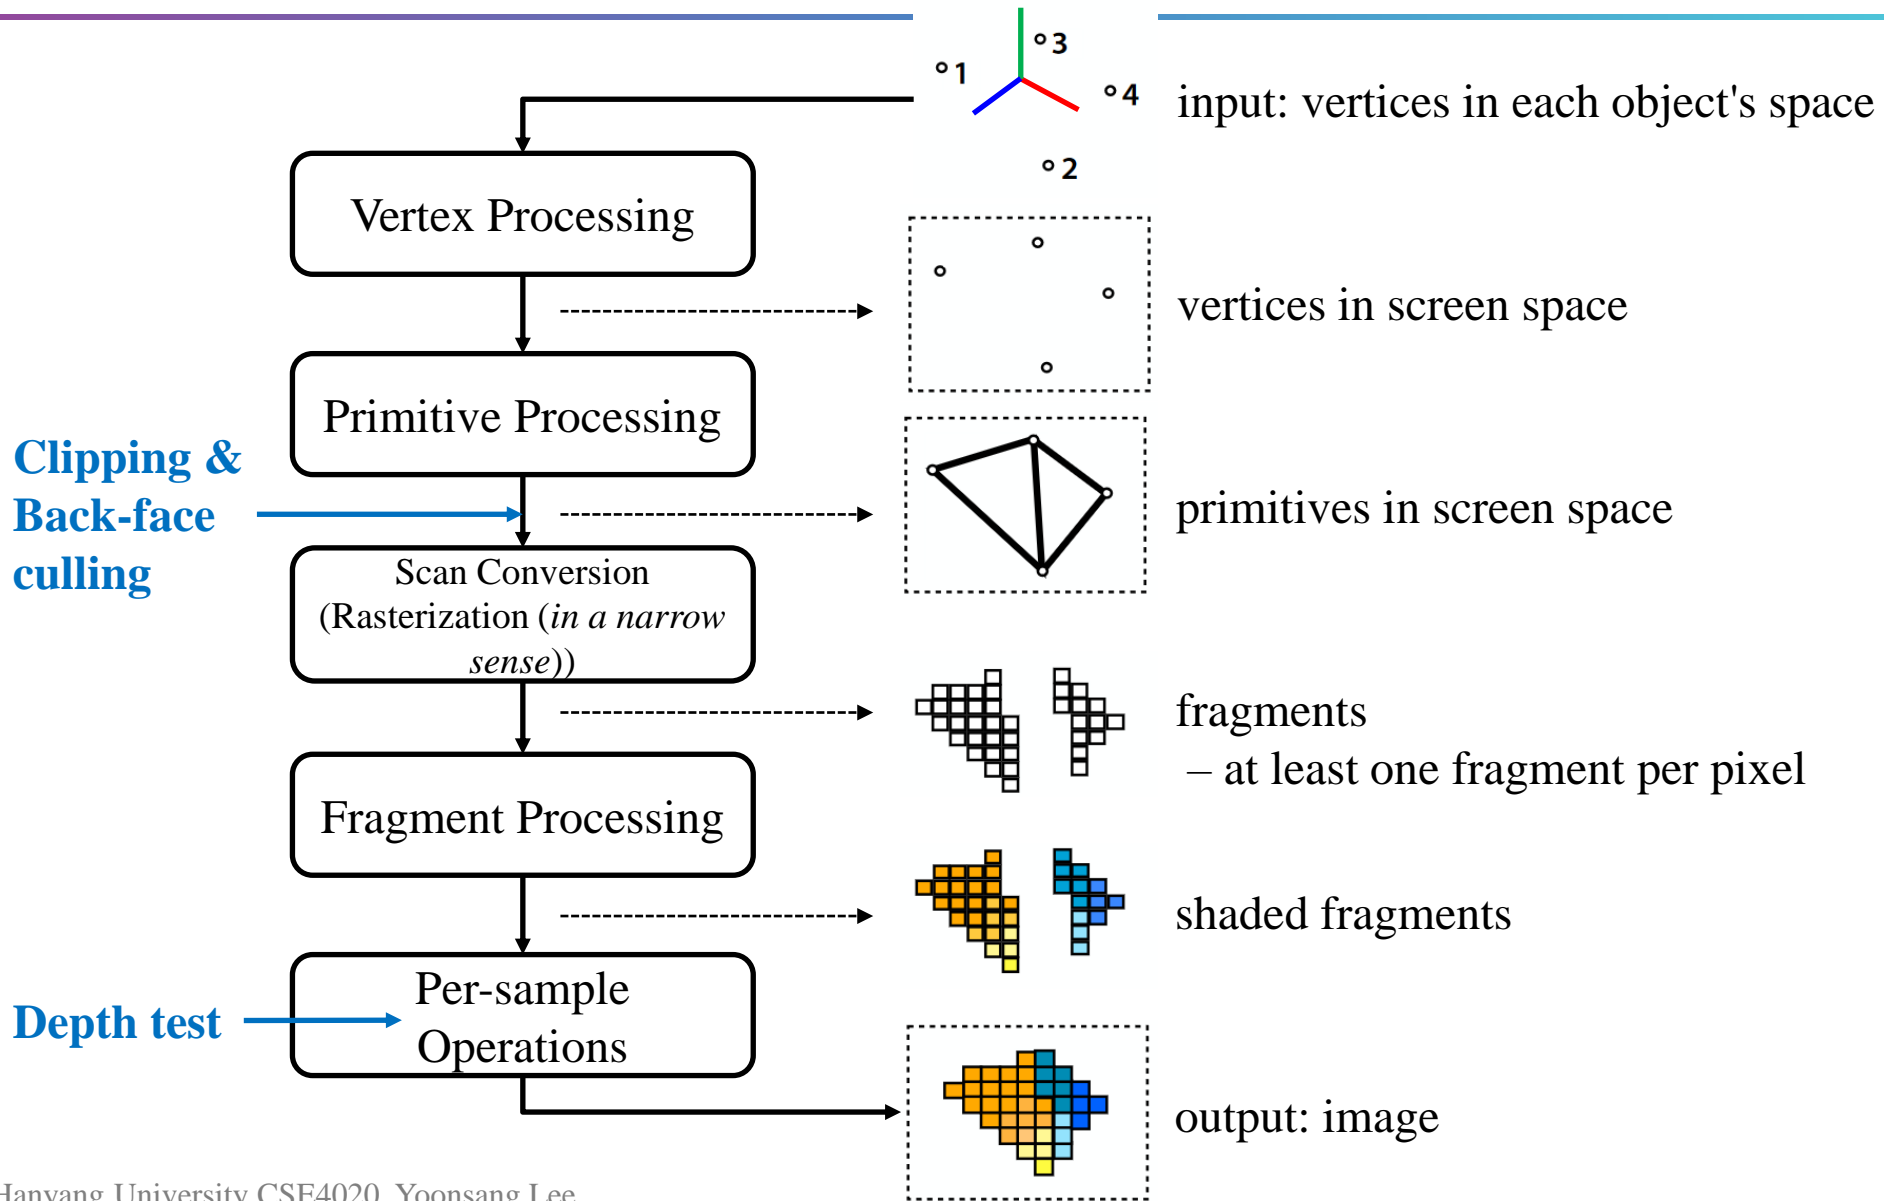 3
1
4
2
input: vertices in each object's space
Vertex Processing
vertices in screen space
Primitive Processing
Clipping &
Back-face
culling
primitives in screen space
Scan Conversion
(Rasterization (in a narrow
sense))
fragments
– at least one fragment per pixel
Fragment Processing
shaded fragments
Depth test
Per-sample
Operations
output: image
Hanyang University CSE4020, Yoonsang Lee